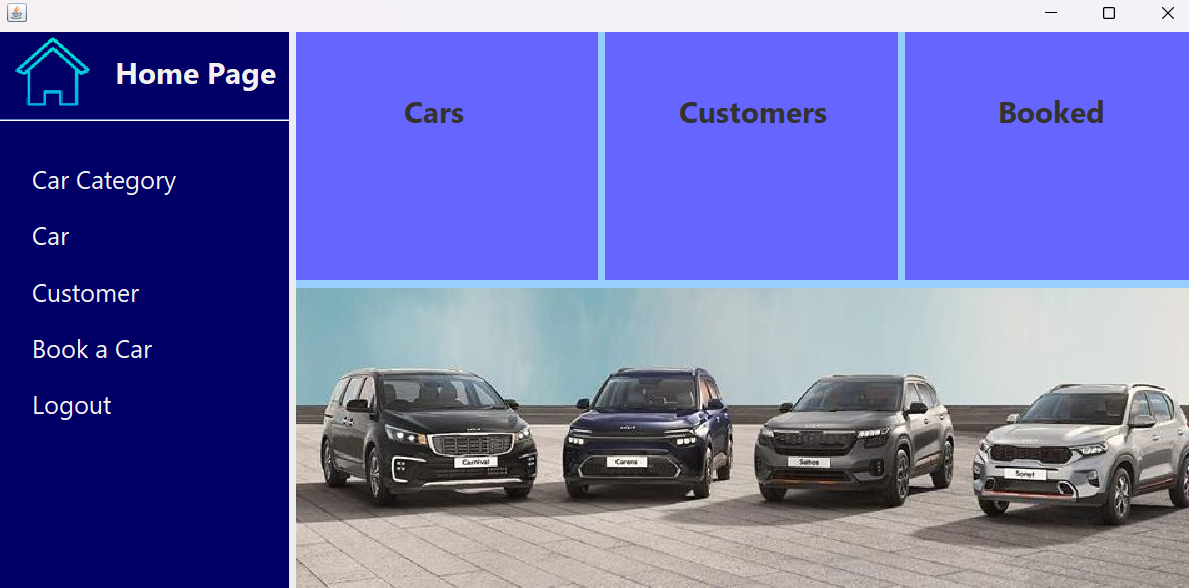 Home Page
Car Category
Car
Customer
Book a Car
Logout
Cars
Customers
Booked
Carnival
Carens
Seltos
Sonet